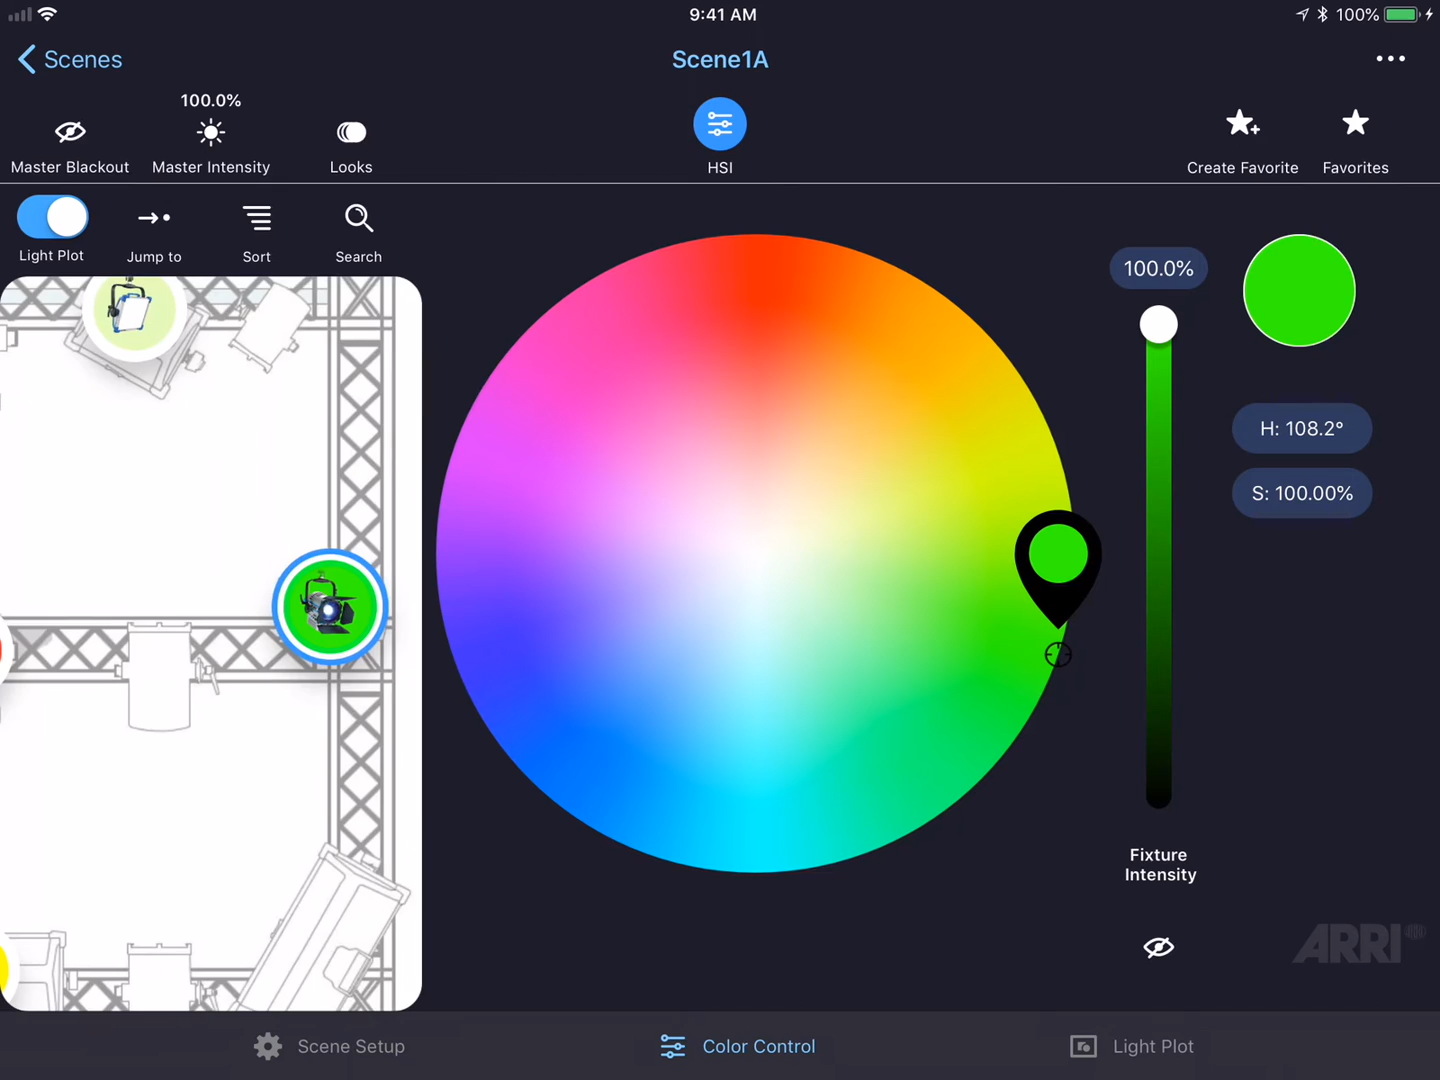 9:41 AM
100%
Scenes
Scene1A
100.0%
Master Blackout
Master Intensity
Looks
HSI
Create Favorite
Favorites
Light Plot
Jump to
Sort
Search
100.0%
H: 108.2°
S: 100.00%
Fixture
Intensity
ARRI
Scene Setup
Color Control
Light Plot